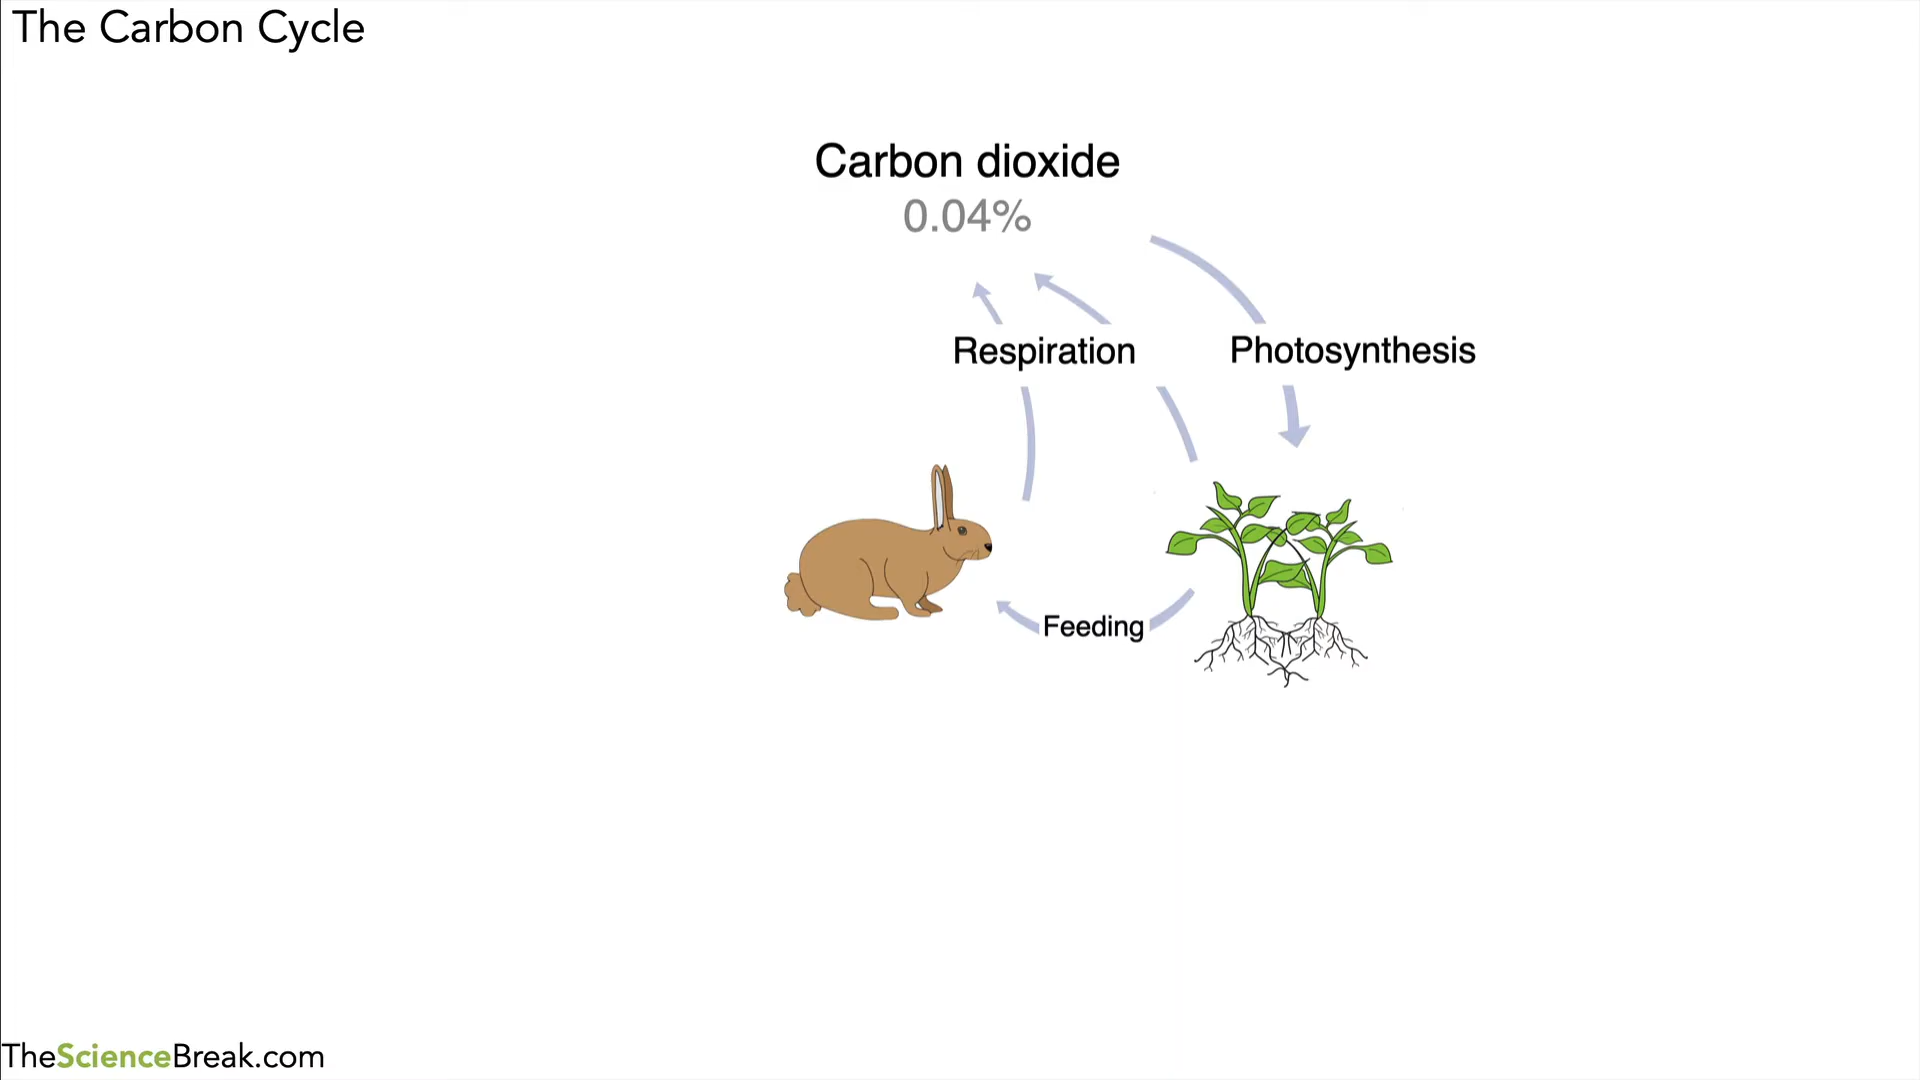 The Carbon Cycle
Carbon dioxide
0.04%
Respiration
Photosynthesis
Feeding
TheScienceBreak.com